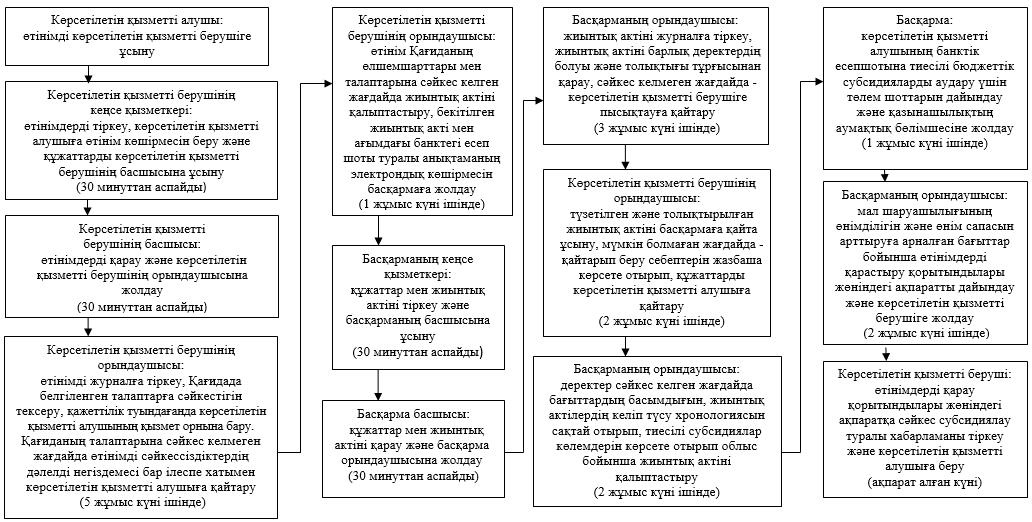 Көрсетілетін қызметті алушы:
өтінімді көрсетілетін қызметті берушіге
ұсыну
Көрсетілетін қызметті берушінің
кеңсе қызметкері:
өтінімдерді тіркеу, көрсетілетін қызметті
алушыға өтінім көшірмесін беру және
құжаттарды көрсетілетін қызметті
берушінің басшысына ұсыну
(30 минуттан аспайды)
Көрсетілетін қызметті
берушінің басшысы:
өтінімдерді қарау және көрсетілетін
қызметті берушінің орындаушысына
жолдау
(30 минуттан аспайды)
Көрсетілетін қызметті берушінің
орындаушысы:
өтінімді журналға тіркеу, Қағидада
белгіленген талаптарға сәйкестігін
тексеру, қажеттілік туындағанда көрсетілетін
қызметті алушының қызмет орнына бару.
Қағиданың талаптарына сәйкес келмеген
жағдайда өтінімді сәйкессіздіктердің
дәлелді негіздемесі бар ілеспе хатымен
көрсетілетін қызметті алушыға қайтару
(5 жұмыс күні ішінде)
Көрсетілетін қызметті
берушінің орындаушысы:
өтінім Қағиданың
өлшемшарттары мен
талаптарына сәйкес келген
жағдайда жиынтық актіні
қалыптастыру, бекітілген
жиынтық акті мен
ағымдағы банктегі есеп
шоты туралы анықтаманың
электрондық көшірмесін
басқармаға жолдау
(1 жұмыс күні ішінде)
Басқарманың кеңсе
қызметкері:
құжаттар мен жиынтық
актіні тіркеу және
басқарманың басшысына
ұсыну
(30 минуттан аспайды)
Басқарма басшысы:
құжаттар мен жиынтық
актіні қарау және басқарма
орындаушысына жолдау
(30 минуттан аспайды)
Басқарманың орындаушысы:
жиынтық актіні журналға тіркеу,
жиынтық актіні барлық деректердің
болуы және толықтығы тұрғысынан
қарау, сәйкес келмеген жағдайда -
көрсетілетін қызметті берушіге
пысықтауға қайтару
(3 жұмыс күні ішінде)
Көрсетілетін қызметті берушінің
орындаушысы:
түзетілген және толықтырылған
жиынтық актіні басқармаға қайта
ұсыну, мүмкін болмаған жағдайда -
қайтарып беру себептерін жазбаша
көрсете отырып, құжаттарды
көрсетілетін қызметті алушыға
қайтару
(2 жұмыс күні ішінде)
Басқарманың орындаушысы:
деректер сәйкес келген жағдайда
бағыттардың басымдығын, жиынтық
актілердің келіп түсу хронологиясын
сақтай отырып, тиесілі субсидиялар
көлемдерін көрсете отырып облыс
бойынша жиынтық актіні
қалыптастыру
(2 жұмыс күні ішінде)
Басқарма:
көрсетілетін қызметті
алушының банктік
есепшотына тиесілі бюджеттік
субсидияларды аудару үшін
төлем шоттарын дайындау
және қазынашылықтың
аумақтық бөлімшесіне жолдау
(1 жұмыс күні ішінде)
Басқарманың орындаушысы:
мал шаруашылығының
өнімділігін және өнім сапасын
арттыруға арналған бағыттар
бойынша өтінімдерді
қарастыру қорытындылары
жөніндегі ақпаратты дайындау
және көрсетілетін қызметті
берушіге жолдау
(2 жұмыс күні ішінде)
Көрсетілетін қызметті беруші:
өтінімдерді қарау
қорытындылары жөніндегі
ақпаратқа сәйкес субсидиялау
туралы хабарламаны тіркеу
және көрсетілетін қызметті
алушыға беру
(ақпарат алған күні)